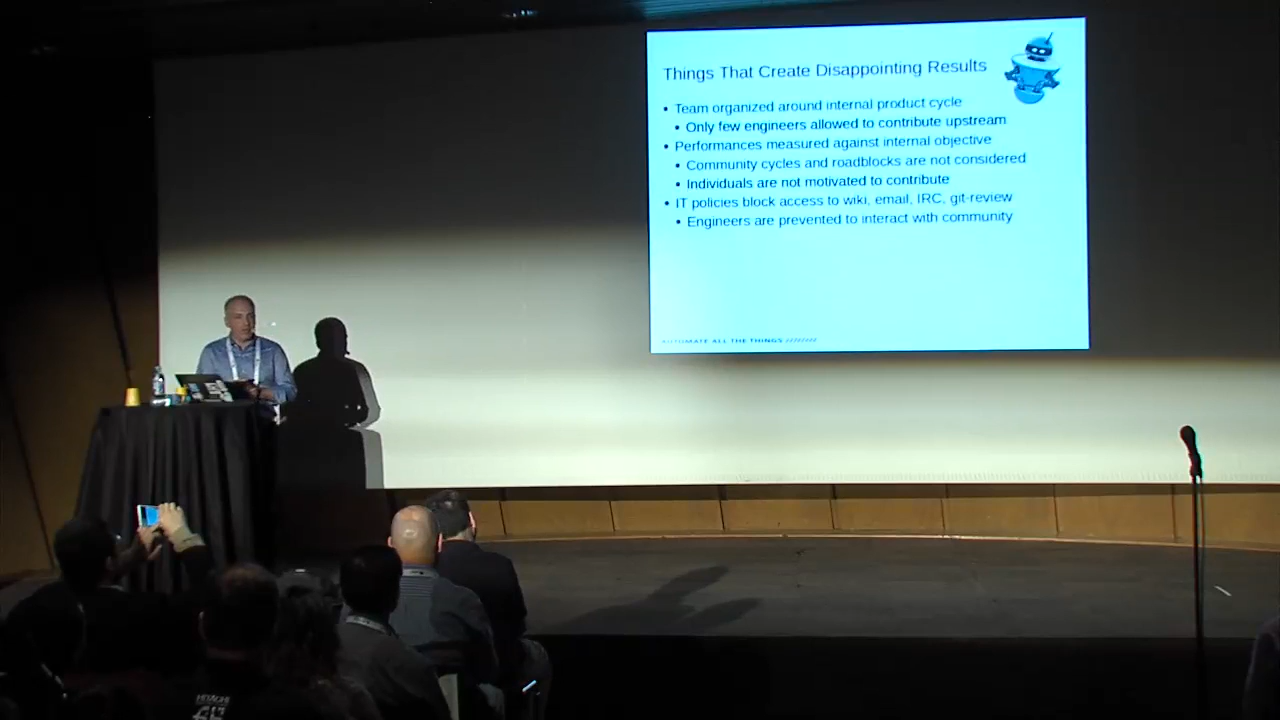 Things That Create Disappointing Results
• Team organized around internal product cycle
• Only few engineers allowed to contribute upstream
• Performances measured against internal objective
• Community cycles and roadblocks are not considered
• Individuals are not motivated to contribute
• IT policies block access to wiki, email, IRC, git-review
• Engineers are prevented to interact with community
AUTOMATE ALL THE THINGS ////////
HITACHI